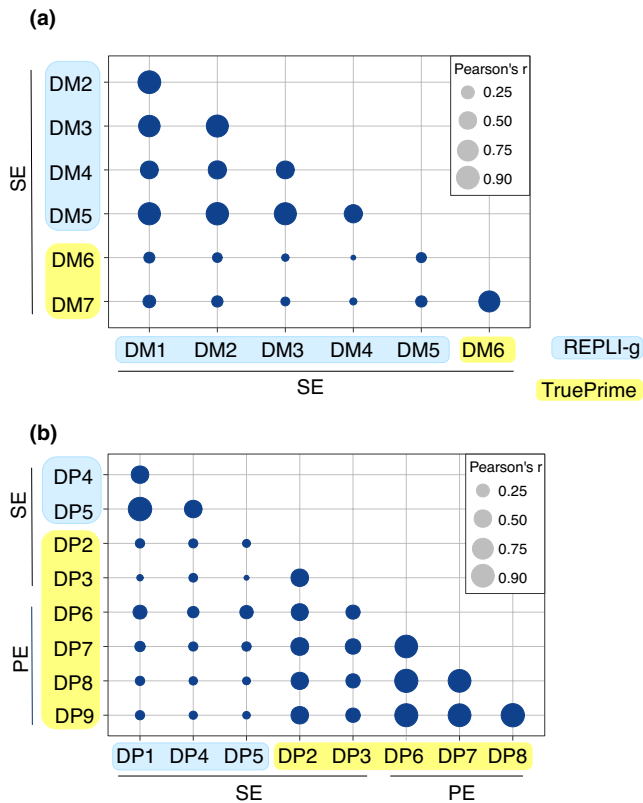 (a)
Pearson's r
0.25
0.50
0.75
0.90
SE
DM2
DM3
DM4
DM5
DM6
DM7
DM1 DM2 DM3 DM4 DM5 DM6
SE
REPLI-g
TruePrime
(b)
Pearson's r
0.25
0.50
0.75
0.90
SE
PE
DP4
DP5
DP2
DP3
DP6
DP7
DP8
DP9
DP1 DP4 DP5 DP2 DP3 DP6 DP7 DP8
SE PE